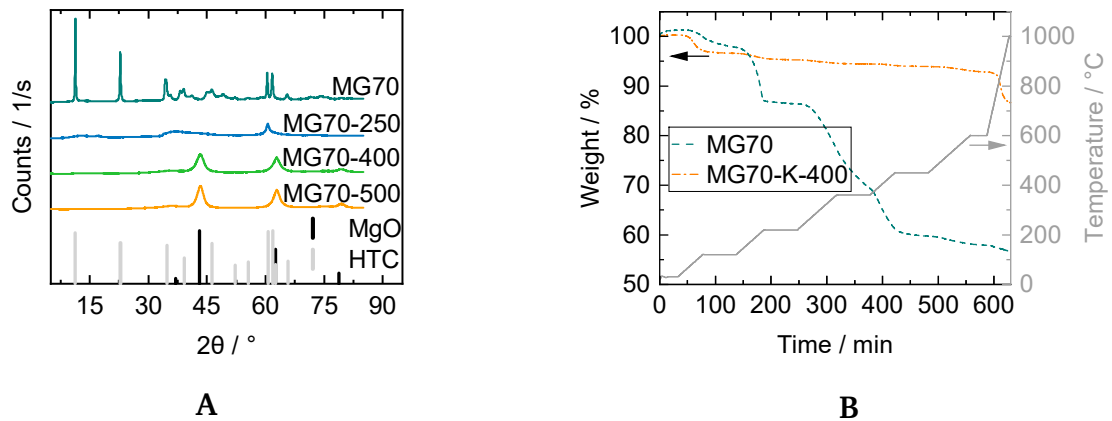 Counts / 1/s
MG70
MG70-250
MG70-400
MG70-500
MgO
HTC
15 30 45 60 75 90
2θ / °
A
Weight / %
100
90
80
70
60
50
MG70
MG70-K-400
1000
800
600
400
200
0
Temperature / °C
0 100 200 300 400 500 600
Time / min
B